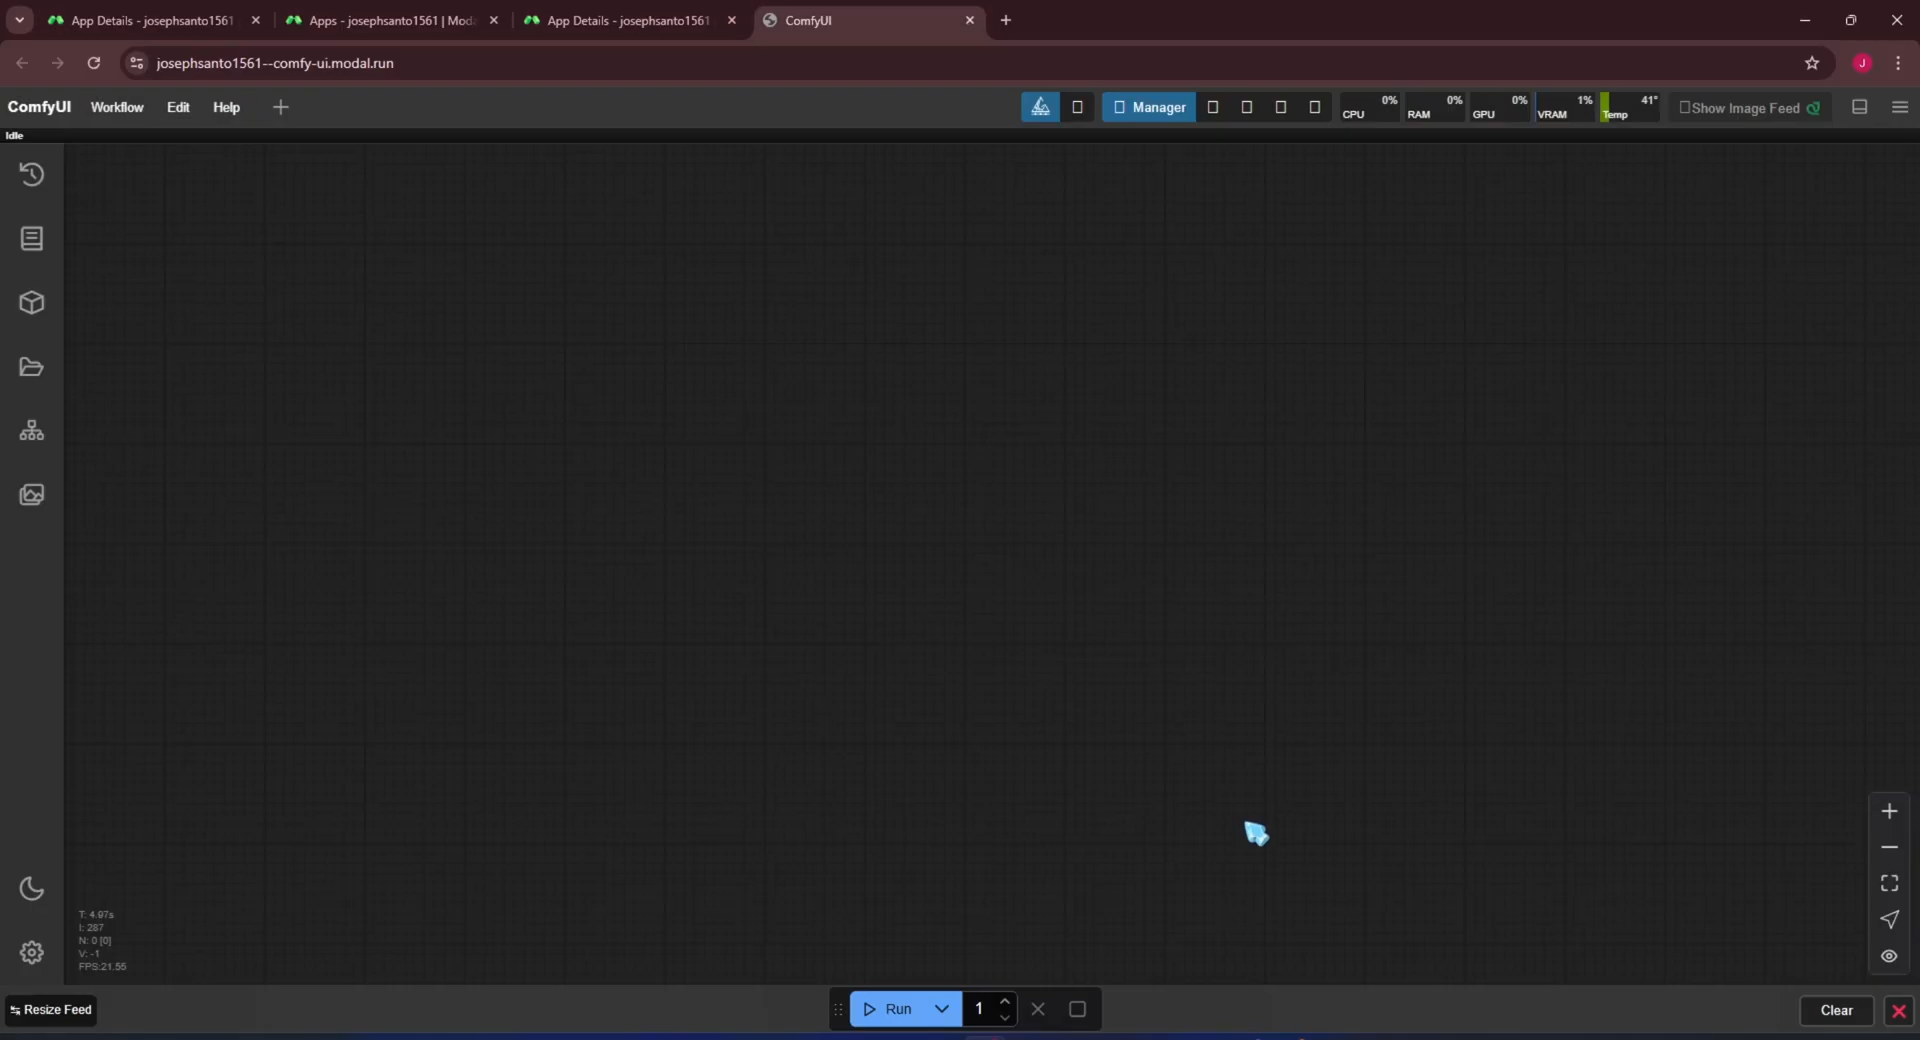 App Details - josephsanto1561
Apps - josephsanto1561 | Moda
App Details - josephsanto1561
ComfyUI
josephsanto1561--comfy-ui.modal.run
J
ComfyUI
Workflow
Edit
Help
Manager
CPU 0%
RAM 0%
GPU 0%
VRAM 1%
Temp 41°
Show Image Feed
Idle
T: 4.97s
I: 287
N: 0 [0]
V: -1
FPS:21.55
Resize Feed
Run
1
Clear